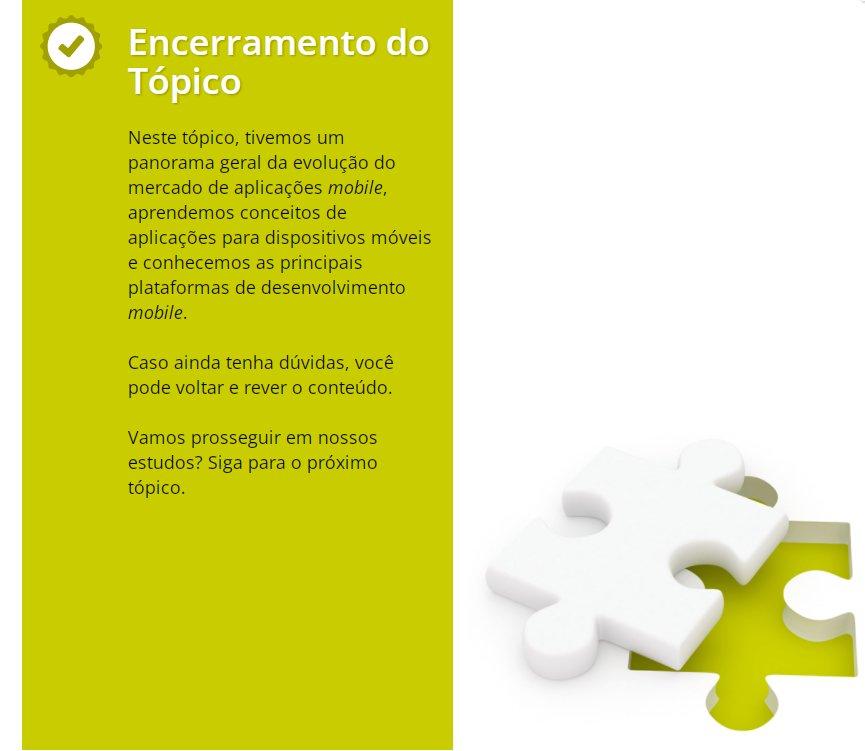 Encerramento do
Tópico
Neste tópico, tivemos um
panorama geral da evolução do
mercado de aplicações mobile,
aprendemos conceitos de
aplicações para dispositivos móveis
e conhecemos as principais
plataformas de desenvolvimento
mobile.
Caso ainda tenha dúvidas, você
pode voltar e rever o conteúdo.
Vamos prosseguir em nossos
estudos? Siga para o próximo
tópico.